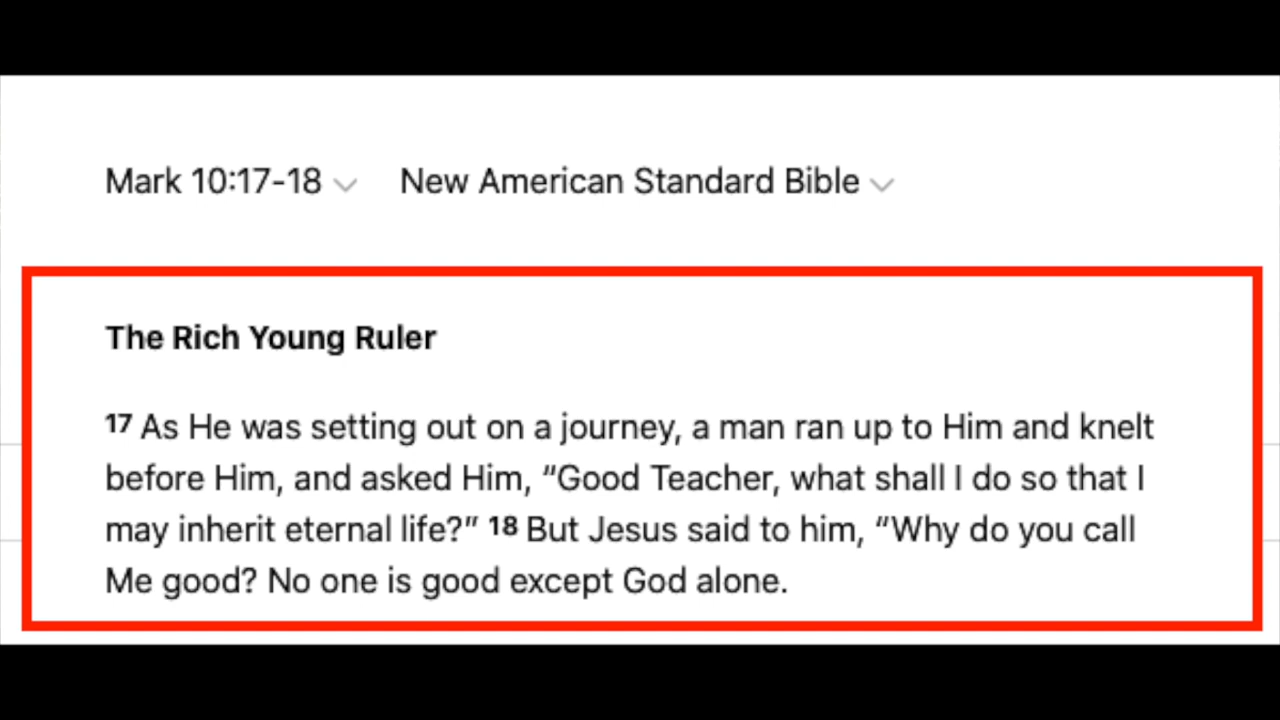 Mark 10:17-18 New American Standard Bible
The Rich Young Ruler
17 As He was setting out on a journey, a man ran up to Him and knelt
before Him, and asked Him, “Good Teacher, what shall I do so that I
may inherit eternal life?” 18 But Jesus said to him, “Why do you call
Me good? No one is good except God alone.